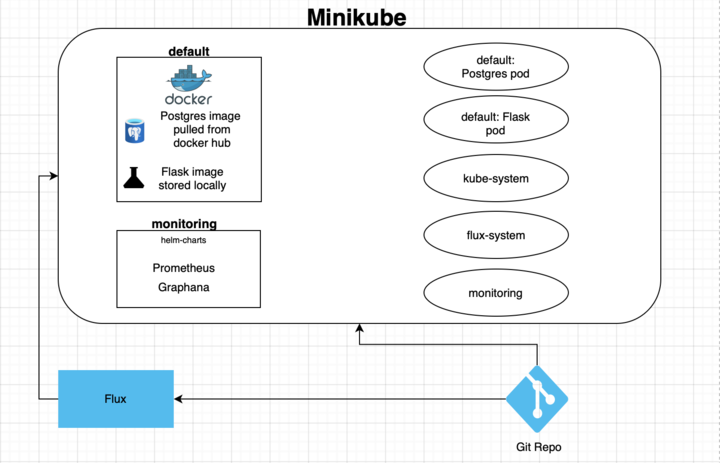 Minikube
default
docker
Postgres image
pulled from
docker hub
Flask image
stored locally
monitoring
helm-charts
Prometheus
Graphana
default:
Postgres pod
default: Flask
pod
kube-system
flux-system
monitoring
Flux
Git Repo